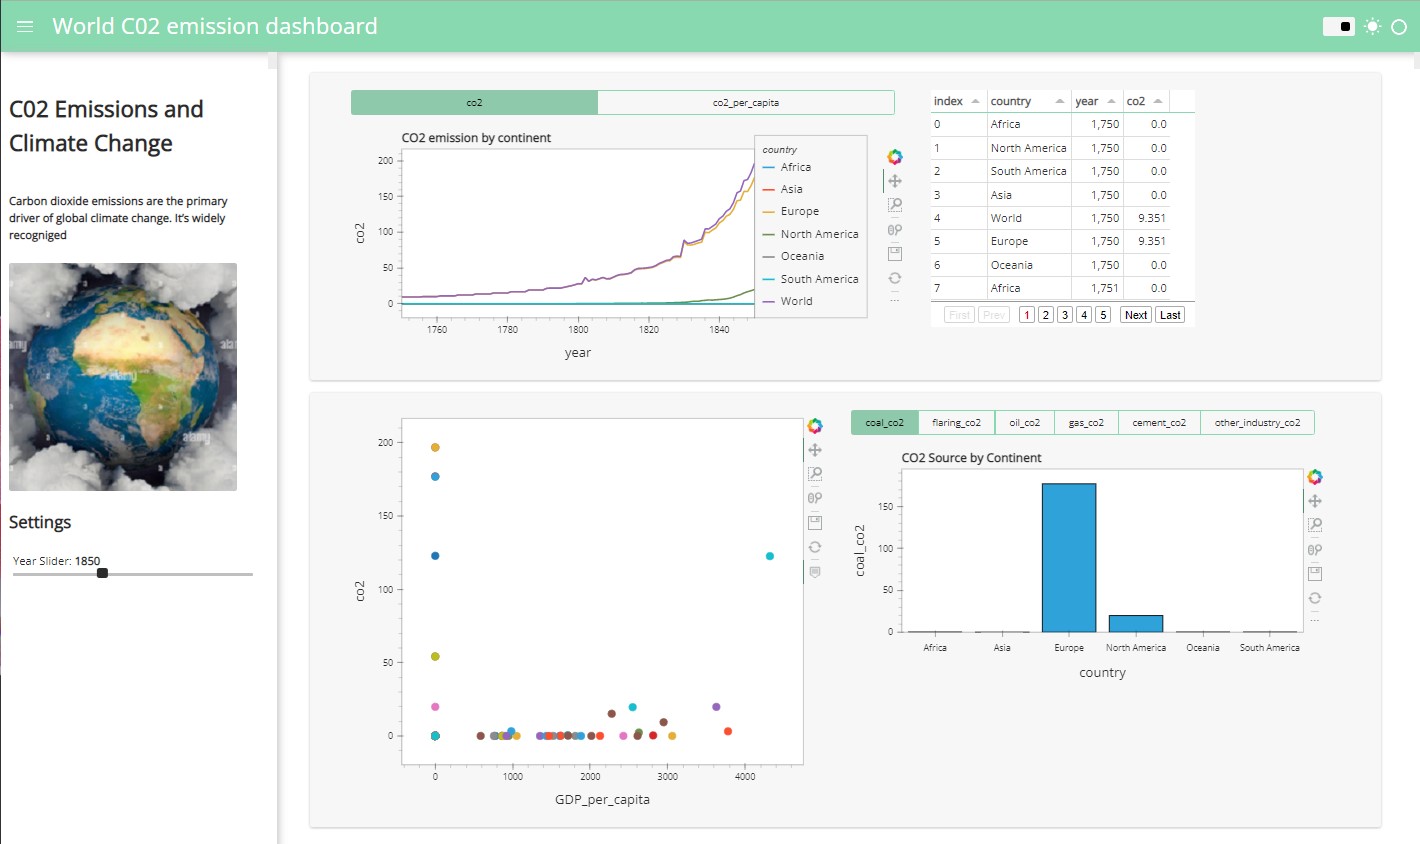 World C02 emission dashboard
C02 Emissions and
Climate Change
Carbon dioxide emissions are the primary
driver of global climate change. It's widely
recogniged
alamy
alamy
Settings
Year Slider: 1850
co2
co2_per_capita
CO2 emission by continent
co2
200
150
100
50
0
1760
1780
1800
1820
1840
year
country
Africa
Asia
Europe
North America
Oceania
South America
World
index country year co2
0 Africa 1,750 0.0
1 North America 1,750 0.0
2 South America 1,750 0.0
3 Asia 1,750 0.0
4 World 1,750 9.351
5 Europe 1,750 9.351
6 Oceania 1,750 0.0
7 Africa 1,751 0.0
First Prev 1 2 3 4 5 Next Last
co2
200
150
100
50
0
0
1000
2000
3000
4000
GDP_per_capita
coal_co2
flaring_co2
oil_co2
gas_co2
cement_co2
other_industry_co2
CO2 Source by Continent
coal_co2
150
100
50
0
Africa
Asia
Europe
North America
Oceania
South America
country